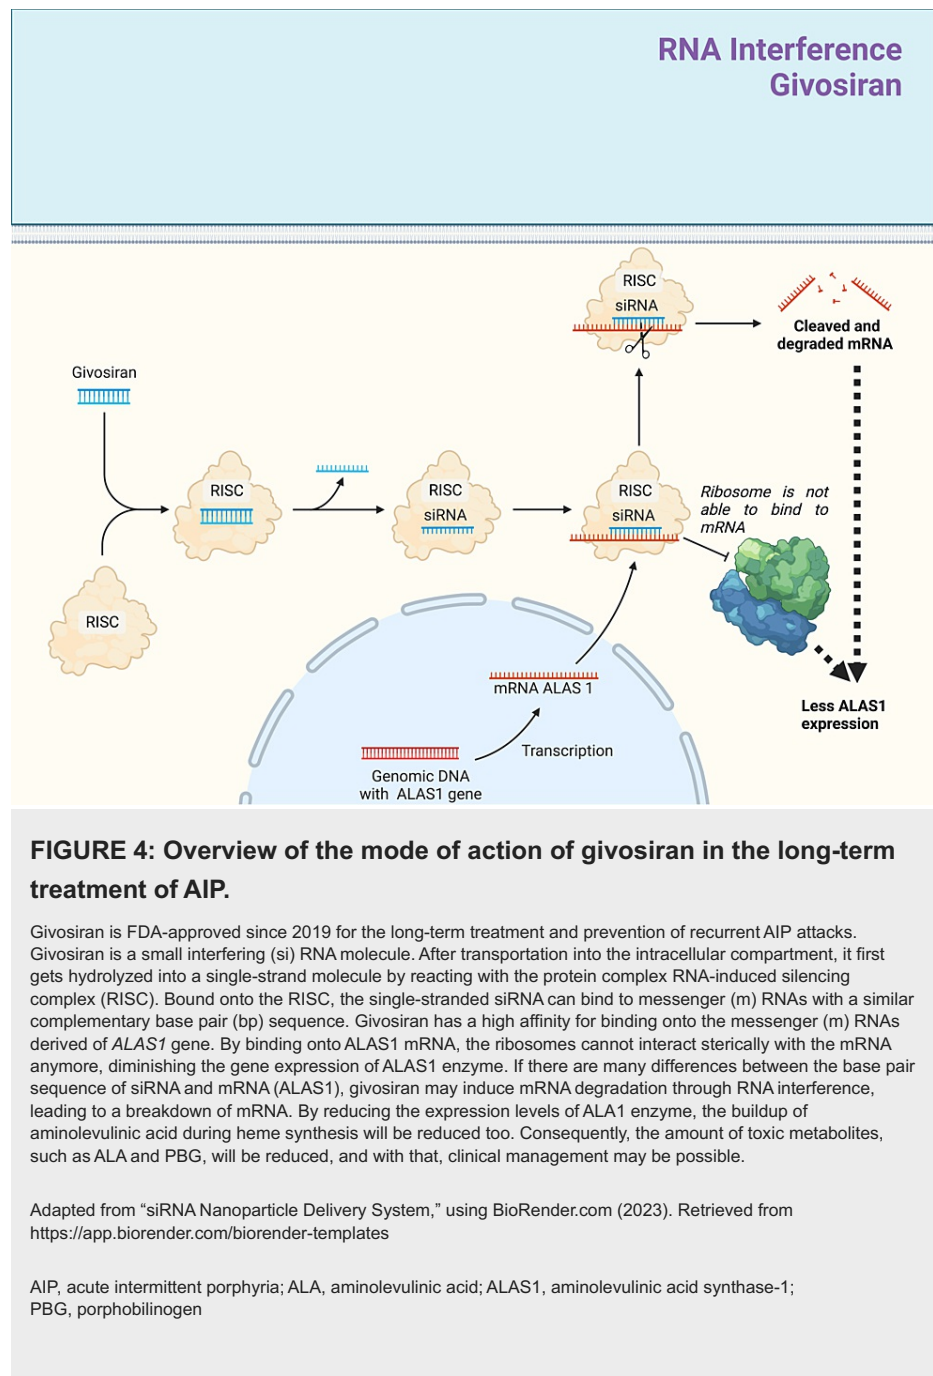 RNA Interference
Givosiran
RISC
siRNA
Cleaved and
degraded mRNA
Givosiran
RISC
RISC
siRNA
RISC
siRNA
Ribosome is not
able to bind to
mRNA
RISC
mRNA ALAS 1
Less ALAS1
expression
Transcription
Genomic DNA
with ALAS1 gene
FIGURE 4: Overview of the mode of action of givosiran in the long-term
treatment of AIP.
Givosiran is FDA-approved since 2019 for the long-term treatment and prevention of recurrent AIP attacks.
Givosiran is a small interfering (si) RNA molecule. After transportation into the intracellular compartment, it first
gets hydrolyzed into a single-strand molecule by reacting with the protein complex RNA-induced silencing
complex (RISC). Bound onto the RISC, the single-stranded siRNA can bind to messenger (m) RNAs with a similar
complementary base pair (bp) sequence. Givosiran has a high affinity for binding onto the messenger (m) RNAs
derived of ALAS1 gene. By binding onto ALAS1 mRNA, the ribosomes cannot interact sterically with the mRNA
anymore, diminishing the gene expression of ALAS1 enzyme. If there are many differences between the base pair
sequence of siRNA and mRNA (ALAS1), givosiran may induce mRNA degradation through RNA interference,
leading to a breakdown of mRNA. By reducing the expression levels of ALA1 enzyme, the buildup of
aminolevulinic acid during heme synthesis will be reduced too. Consequently, the amount of toxic metabolites,
such as ALA and PBG, will be reduced, and with that, clinical management may be possible.
Adapted from “siRNA Nanoparticle Delivery System,” using BioRender.com (2023). Retrieved from
https://app.biorender.com/biorender-templates
AIP, acute intermittent porphyria; ALA, aminolevulinic acid; ALAS1, aminolevulinic acid synthase-1;
PBG, porphobilinogen